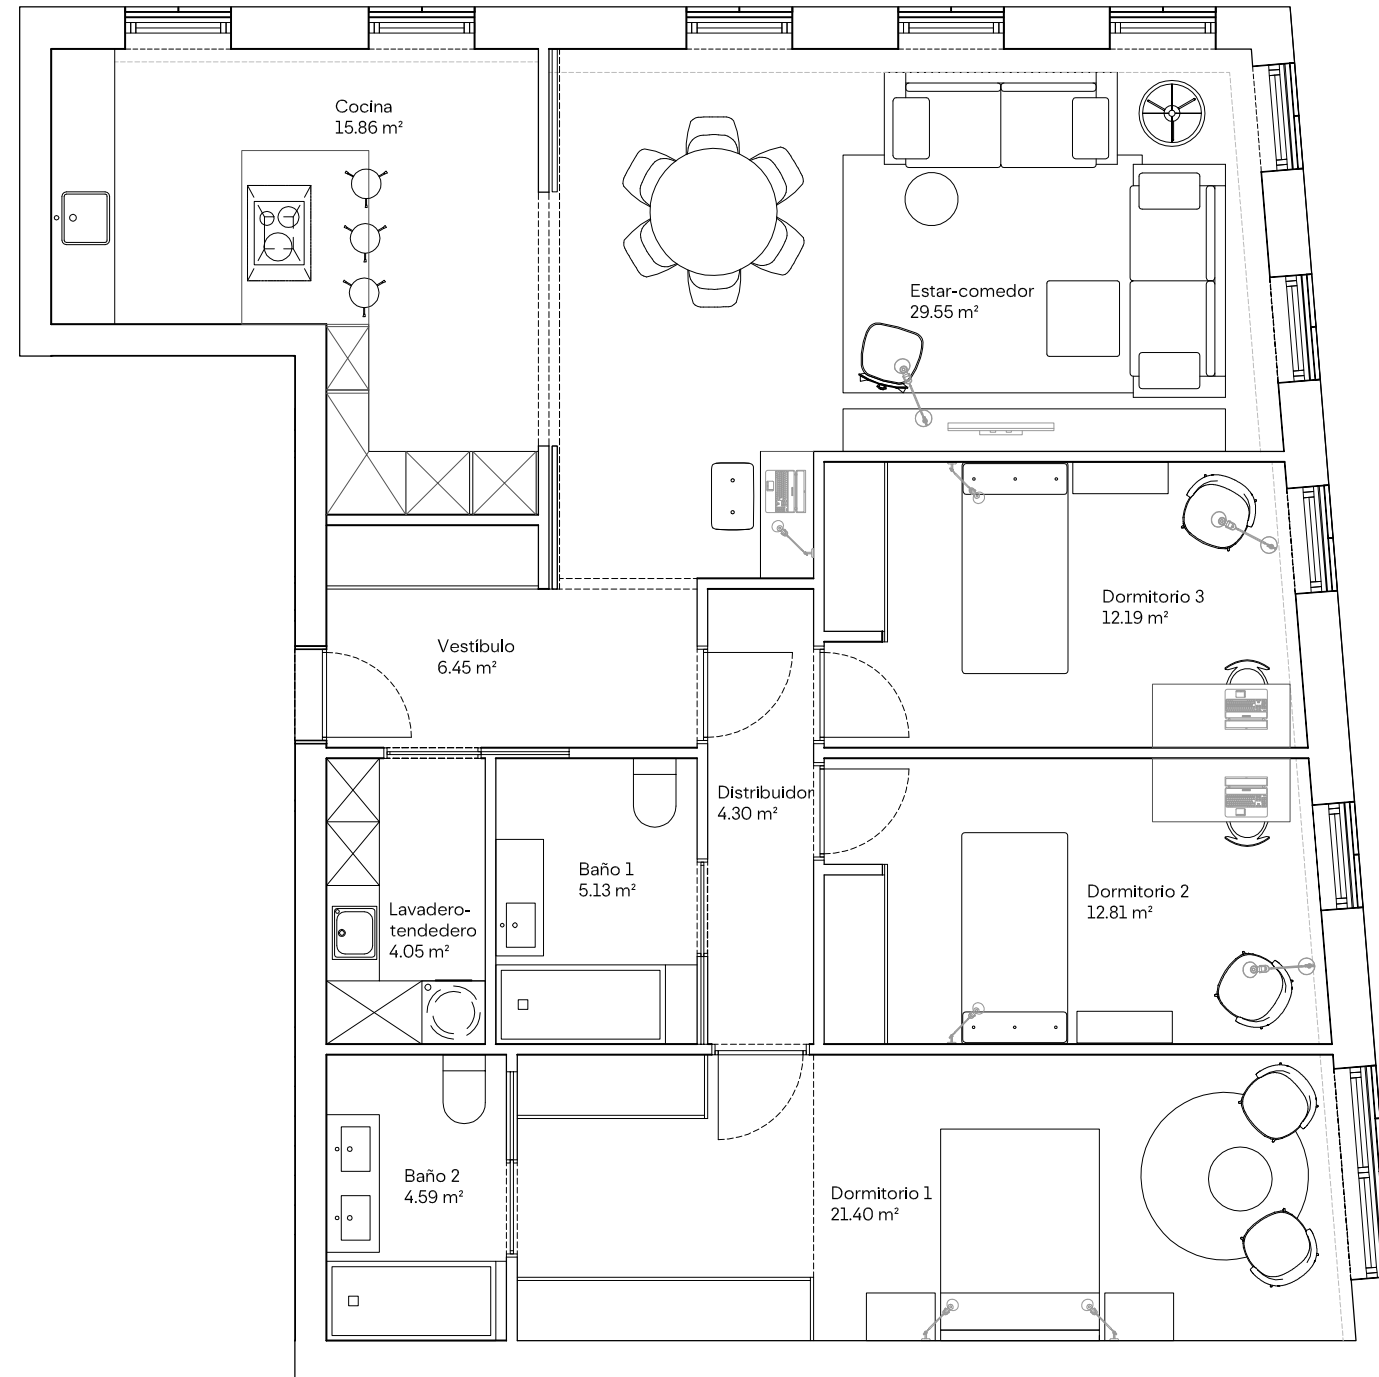 Cocina
15.86 m²
Estar-comedor
29.55 m²
Dormitorio 3
12.19 m²
Vestíbulo
6.45 m²
Distribuidor
4.30 m²
Baño 1
5.13 m²
Dormitorio 2
12.81 m²
Lavadero-
tendedero
4.05 m²
Baño 2
4.59 m²
Dormitorio 1
21.40 m²